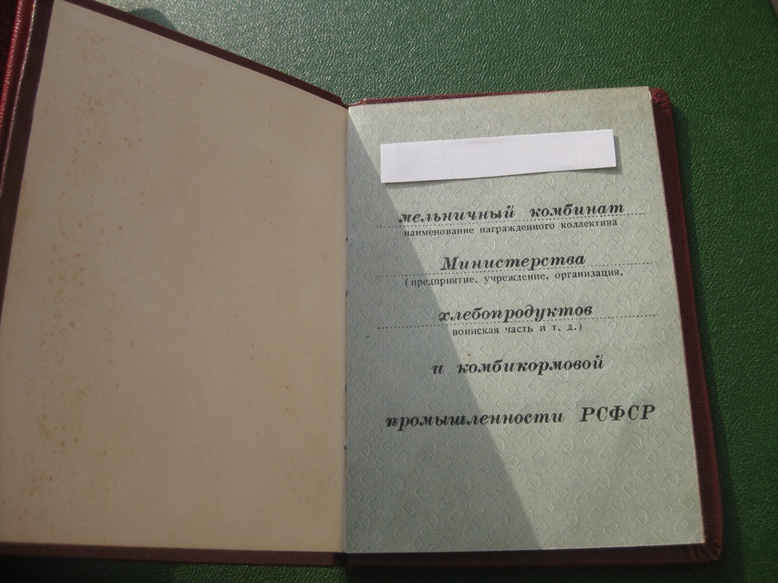 мельничный комбинат
наименование награжденного коллектива
Министерства
(предприятие, учреждение, организация,
хлебопродуктов
воинская часть и т, д.)
и комбикормовой
промышленности РСФСР